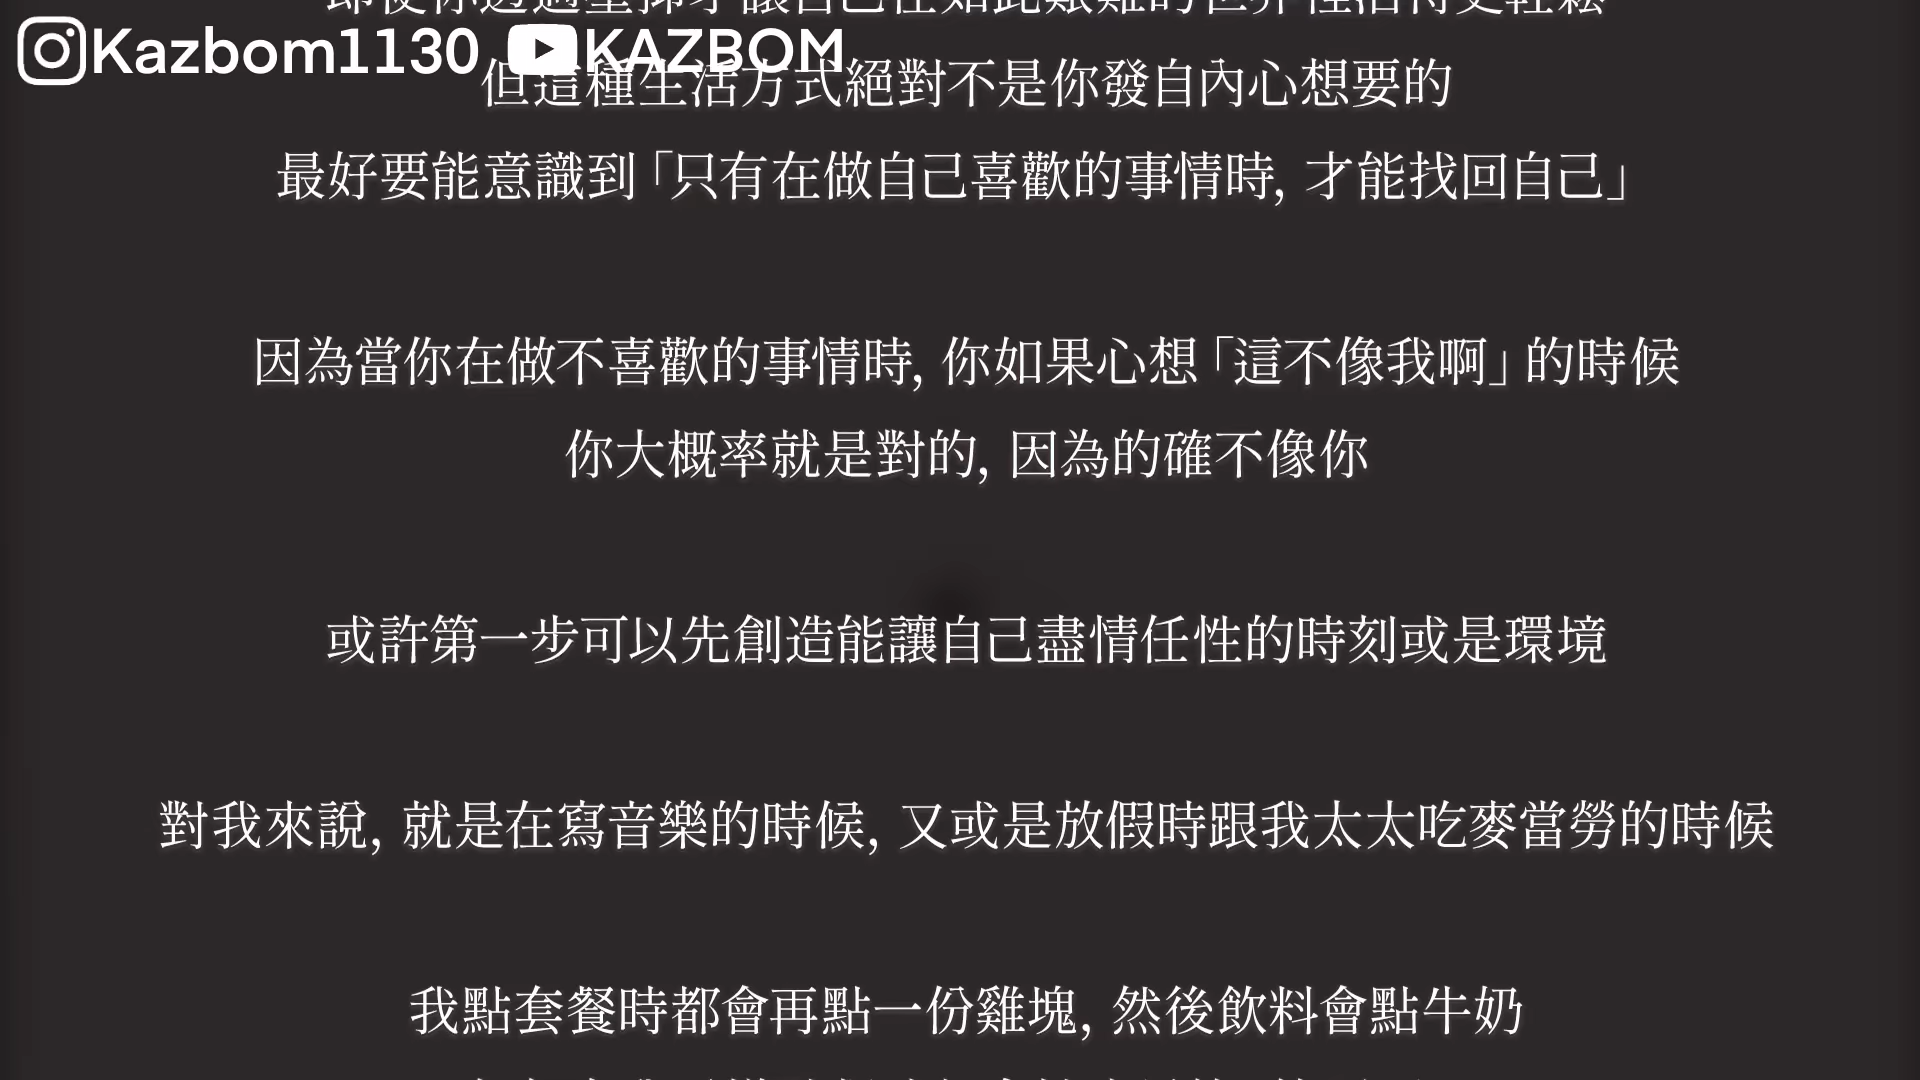 Kazbom1130 KAZBOM
但這種生活方式絕對不是你發自內心想要的
最好要能意識到「只有在做自己喜歡的事情時, 才能找回自己」
因為當你在做不喜歡的事情時, 你如果心想「這不像我啊」的時候
你大概率就是對的, 因為的確不像你
或許第一步可以先創造能讓自己盡情任性的時刻或是環境
對我來說, 就是在寫音樂的時候, 又或是放假時跟我太太吃麥當勞的時候
我點套餐時都會再點一份雞塊, 然後飲料會點牛奶